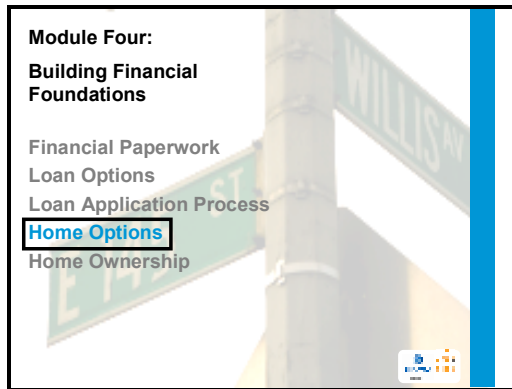 Module Four:
Building Financial
Foundations
Financial Paperwork
Loan Options
Loan Application Process
Home Options
Home Ownership
WILLIS AV
ST